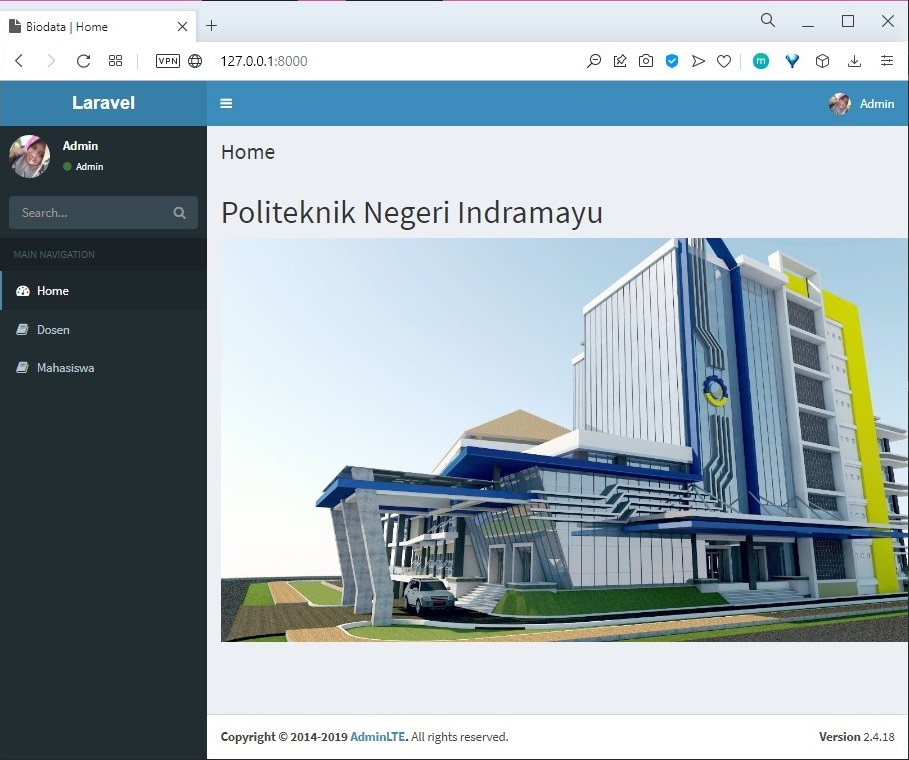 Biodata | Home
VPN
127.0.0.1:8000
m
Laravel
Admin
Admin
Admin
Search...
MAIN NAVIGATION
Home
Dosen
Mahasiswa
Home
Politeknik Negeri Indramayu
Copyright © 2014-2019 AdminLTE. All rights reserved.
Version 2.4.18